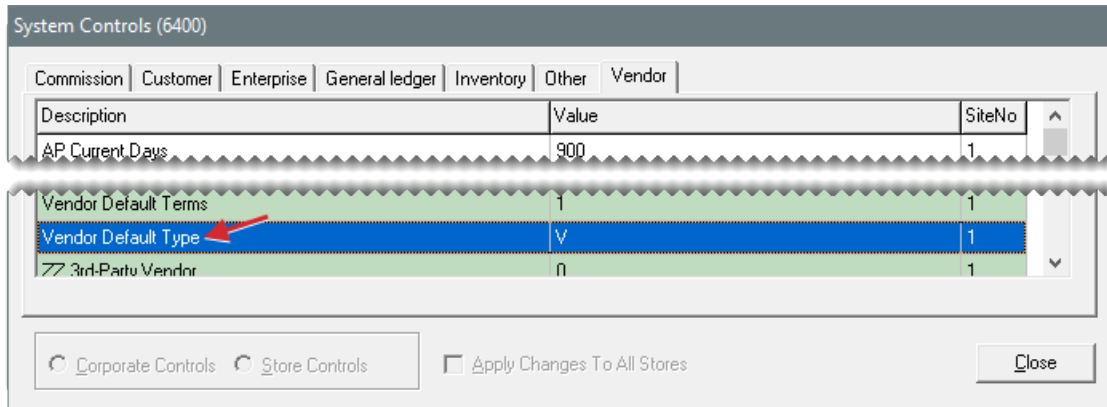 System Controls (6400)
Commission Customer Enterprise General ledger Inventory Other Vendor
Description Value SiteNo
AP Current Days 900 1
Vendor Default Terms 1 1
Vendor Default Type V 1
ZZ 3rd-Party Vendor 0 1
Corporate Controls Store Controls Apply Changes To All Stores Close